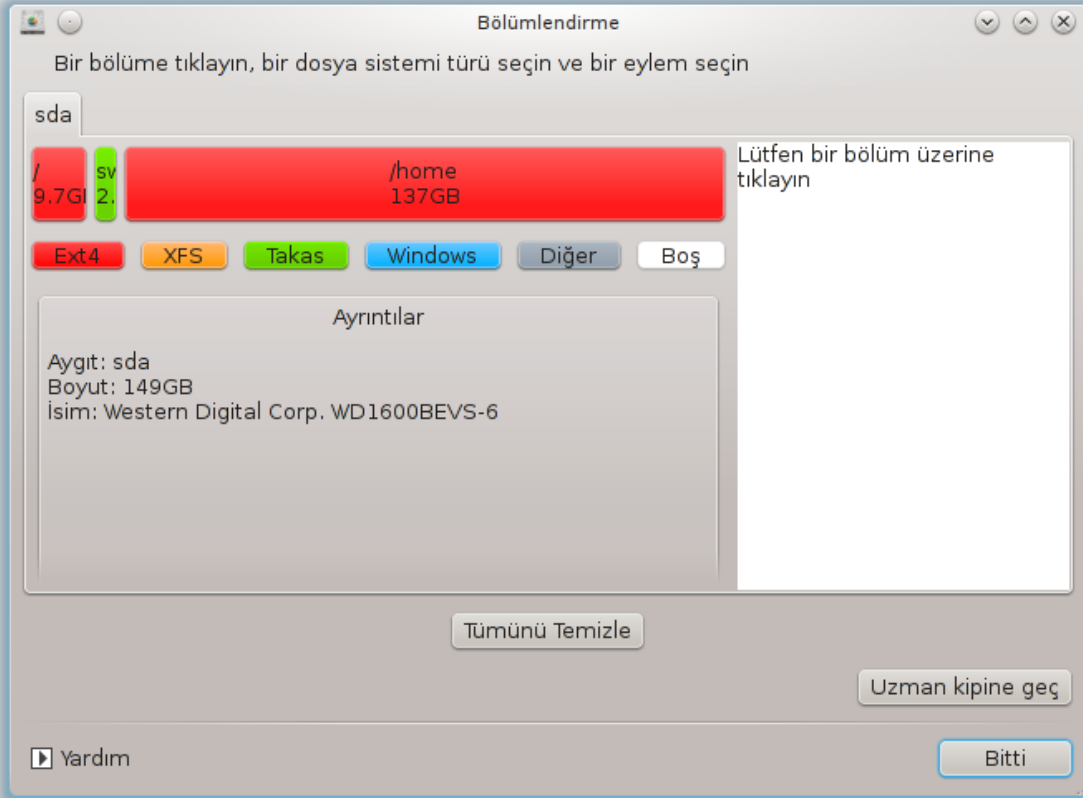 Bölümlendirme
Bir bölüme tıklayın, bir dosya sistemi türü seçin ve bir eylem seçin
sda
/
9.7G
sv
2.
/home
137GB
Lütfen bir bölüm üzerine
tıklayın
Ext4 XFS Takas Windows Diğer Boş
Ayrıntılar
Aygıt: sda
Boyut: 149GB
İsim: Western Digital Corp. WD1600BEVS-6
Tümünü Temizle
Uzman kipine geç
Yardım
Bitti